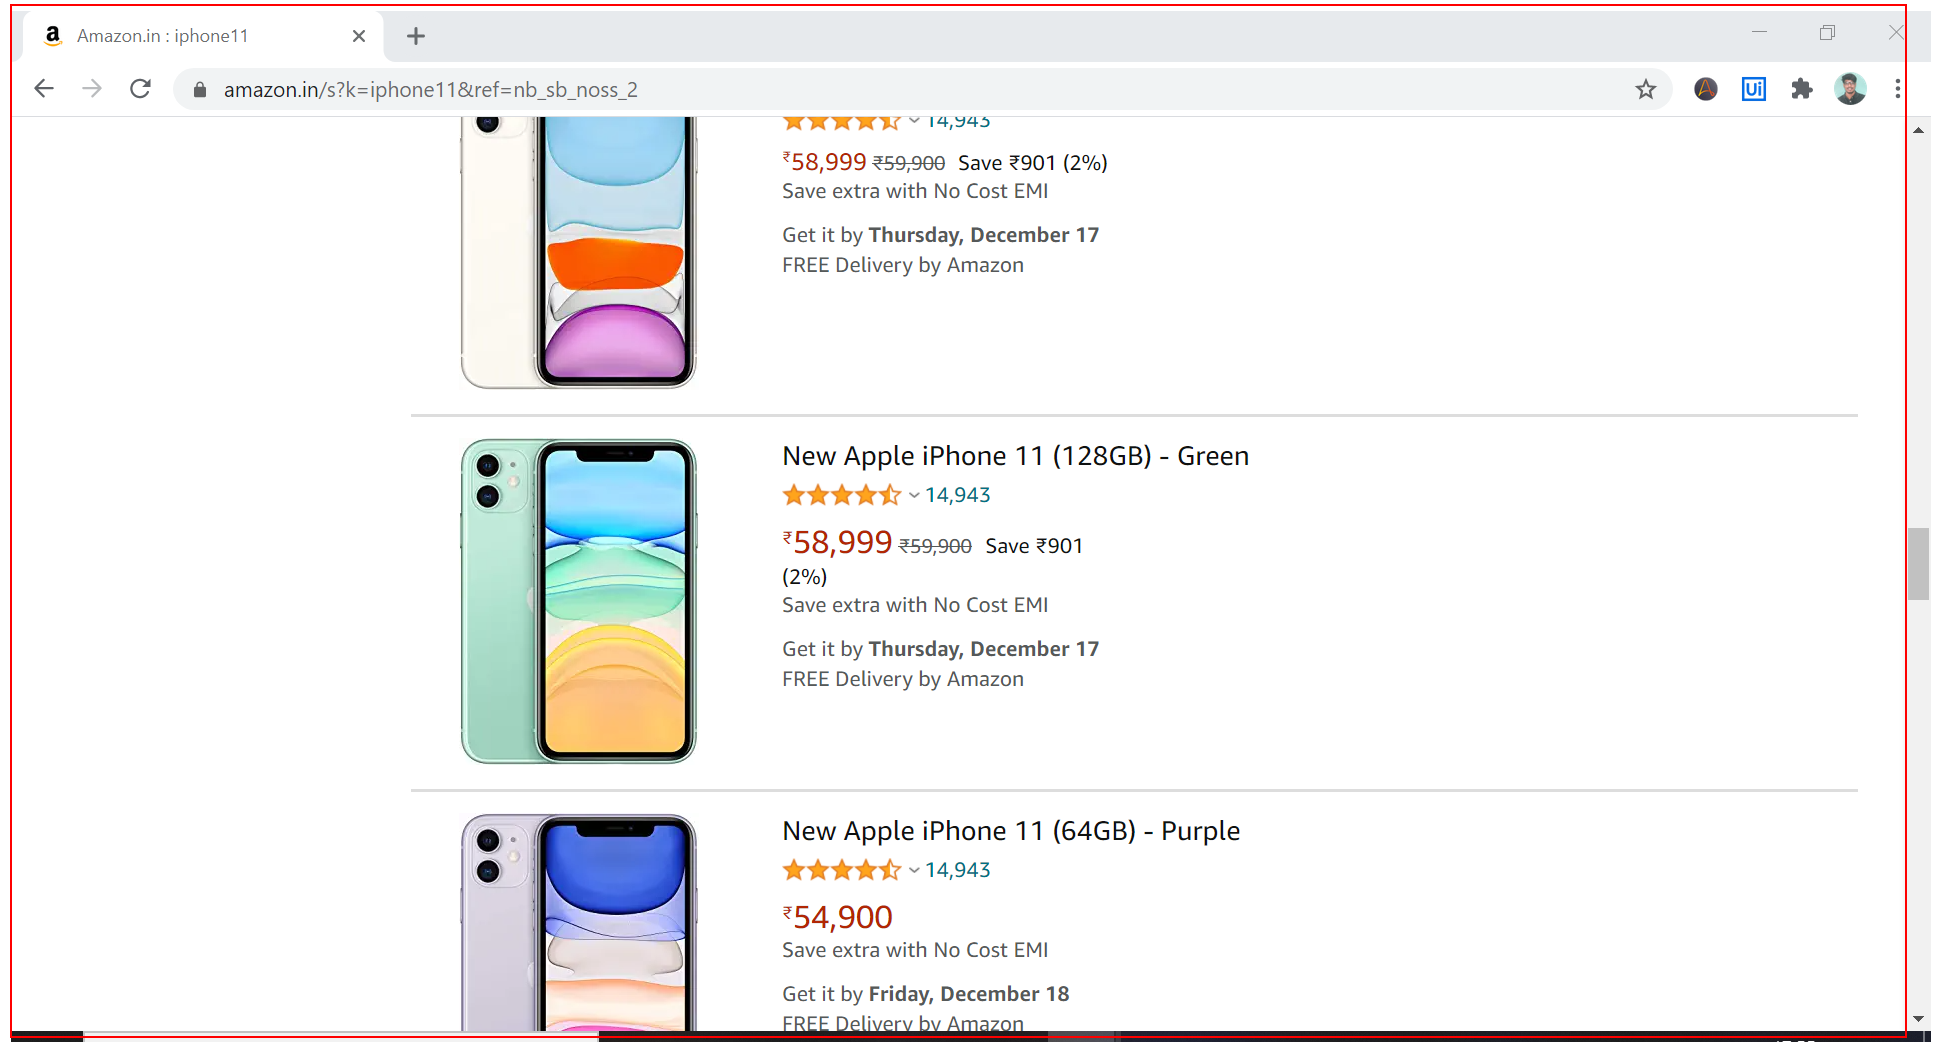 Amazon.in : iphone11
amazon.in/s?k=iphone11&ref=nb_sb_noss_2
Ui
14,943
₹58,999 ₹59,900 Save ₹901 (2%)
Save extra with No Cost EMI
Get it by Thursday, December 17
FREE Delivery by Amazon
New Apple iPhone 11 (128GB) - Green
14,943
₹58,999 ₹59,900 Save ₹901
(2%)
Save extra with No Cost EMI
Get it by Thursday, December 17
FREE Delivery by Amazon
New Apple iPhone 11 (64GB) - Purple
14,943
₹54,900
Save extra with No Cost EMI
Get it by Friday, December 18
FREE Delivery by Amazon